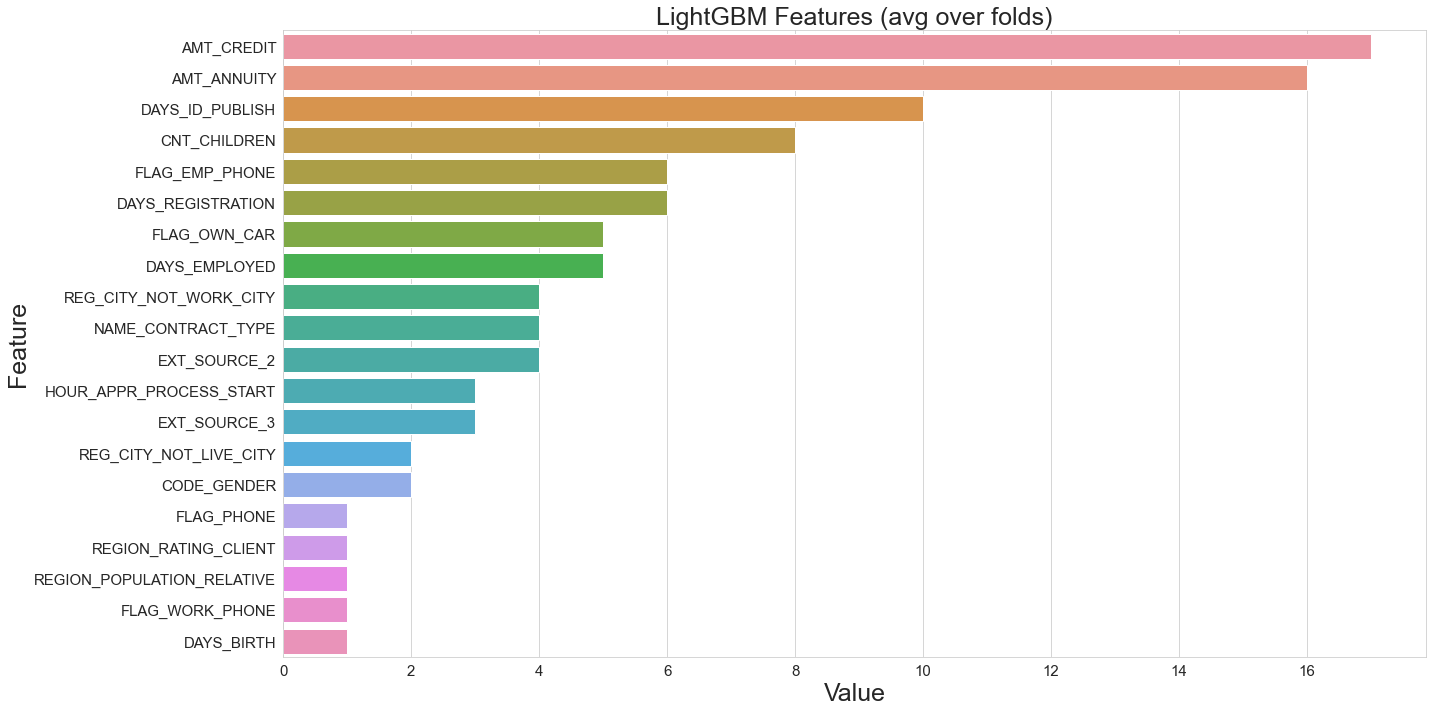 LightGBM Features (avg over folds)
Feature
AMT_CREDIT
AMT_ANNUITY
DAYS_ID_PUBLISH
CNT_CHILDREN
FLAG_EMP_PHONE
DAYS_REGISTRATION
FLAG_OWN_CAR
DAYS_EMPLOYED
REG_CITY_NOT_WORK_CITY
NAME_CONTRACT_TYPE
EXT_SOURCE_2
HOUR_APPR_PROCESS_START
EXT_SOURCE_3
REG_CITY_NOT_LIVE_CITY
CODE_GENDER
FLAG_PHONE
REGION_RATING_CLIENT
REGION_POPULATION_RELATIVE
FLAG_WORK_PHONE
DAYS_BIRTH
0 2 4 6 8 10 12 14 16
Value